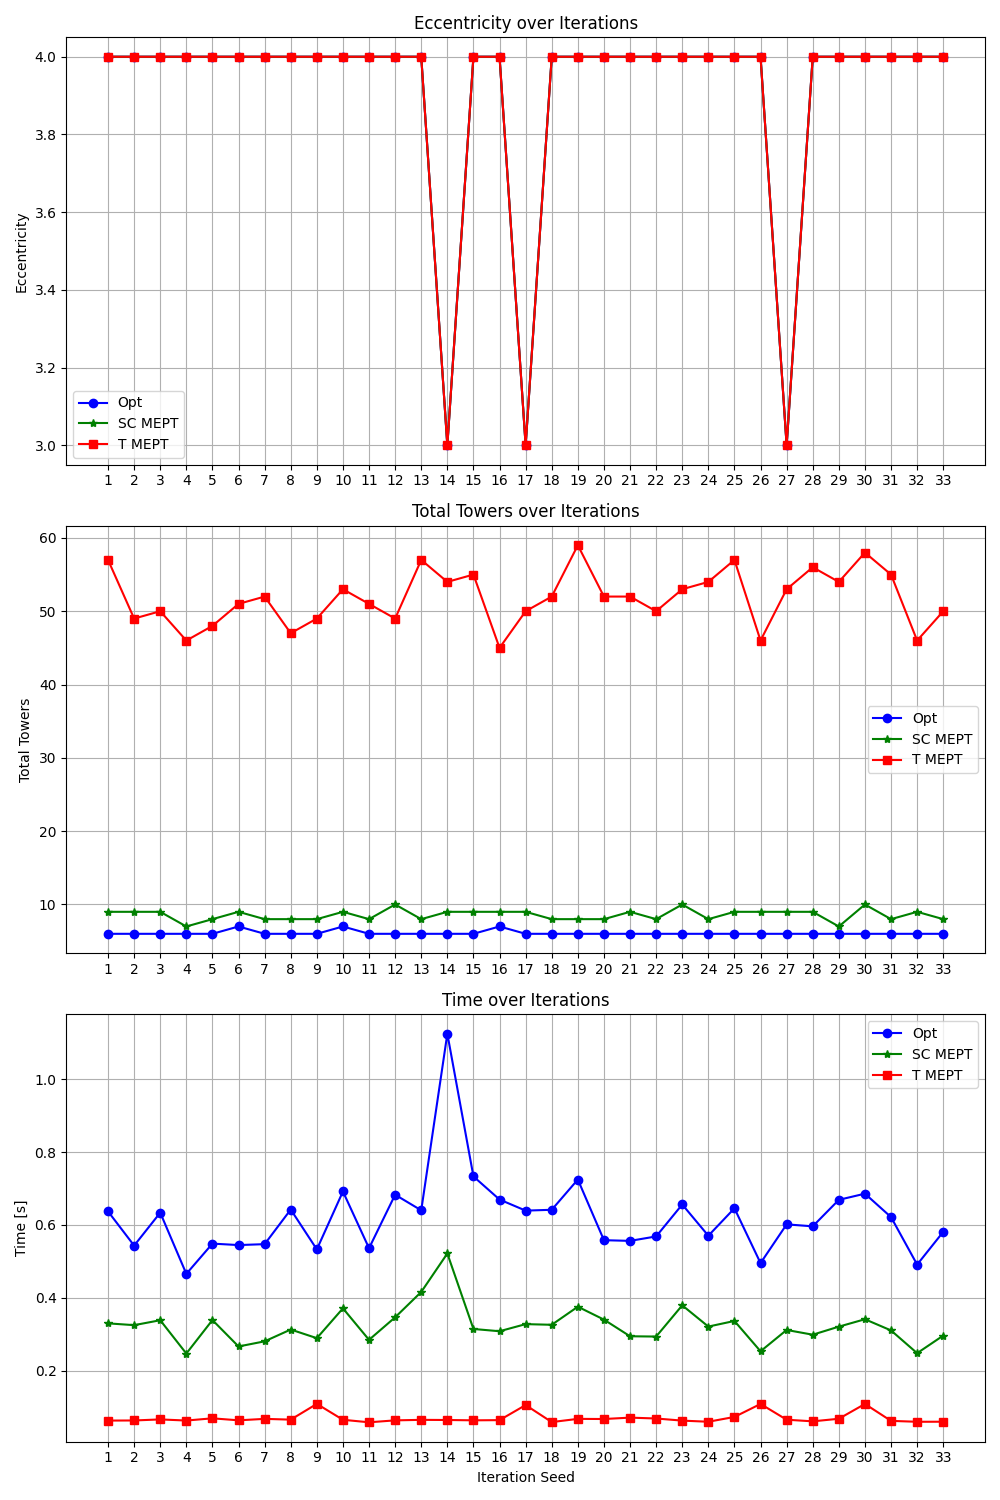 Eccentricity over Iterations
Eccentricity
4.0
3.8
3.6
3.4
3.2
3.0
Opt
SC MEPT
T MEPT
1 2 3 4 5 6 7 8 9 10 11 12 13 14 15 16 17 18 19 20 21 22 23 24 25 26 27 28 29 30 31 32 33
Total Towers over Iterations
Total Towers
60
50
40
30
20
10
Opt
SC MEPT
T MEPT
1 2 3 4 5 6 7 8 9 10 11 12 13 14 15 16 17 18 19 20 21 22 23 24 25 26 27 28 29 30 31 32 33
Time over Iterations
Time [s]
1.0
0.8
0.6
0.4
0.2
Opt
SC MEPT
T MEPT
1 2 3 4 5 6 7 8 9 10 11 12 13 14 15 16 17 18 19 20 21 22 23 24 25 26 27 28 29 30 31 32 33
Iteration Seed